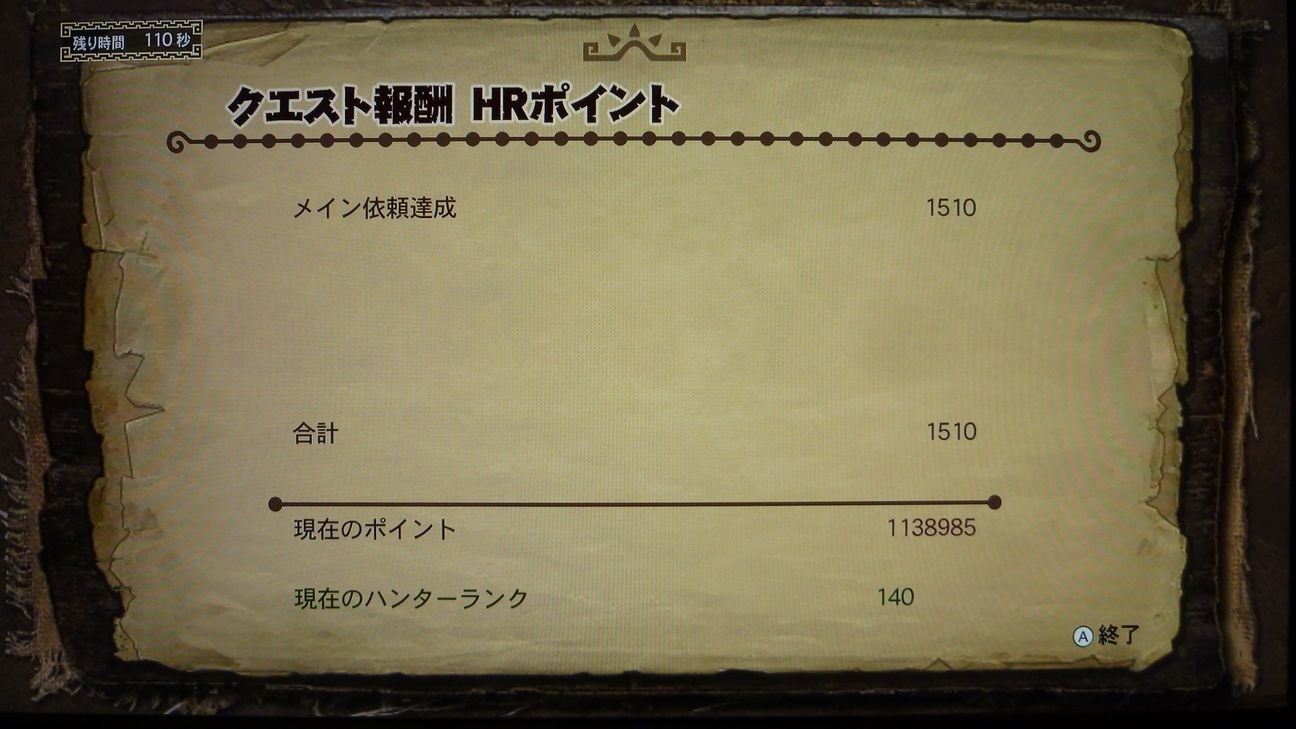 残り時間 110 秒
クエスト報酬 HRポイント
メイン依頼達成 1510
合計 1510
現在のポイント 1138985
現在のハンターランク 140
A 終了